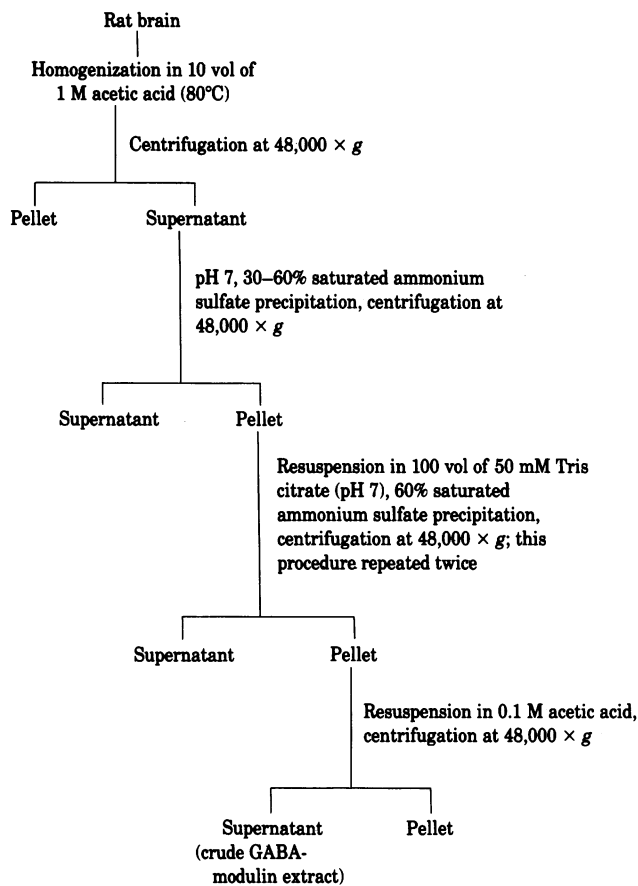 Rat brain
Homogenization in 10 vol of
1 M acetic acid (80°C)
Centrifugation at 48,000 × g
Pellet
Supernatant
pH 7, 30–60% saturated ammonium
sulfate precipitation, centrifugation at
48,000 × g
Supernatant
Pellet
Resuspension in 100 vol of 50 mM Tris
citrate (pH 7), 60% saturated
ammonium sulfate precipitation,
centrifugation at 48,000 × g; this
procedure repeated twice
Supernatant
Pellet
Resuspension in 0.1 M acetic acid,
centrifugation at 48,000 × g
Supernatant
Pellet
(crude GABA-
modulin extract)